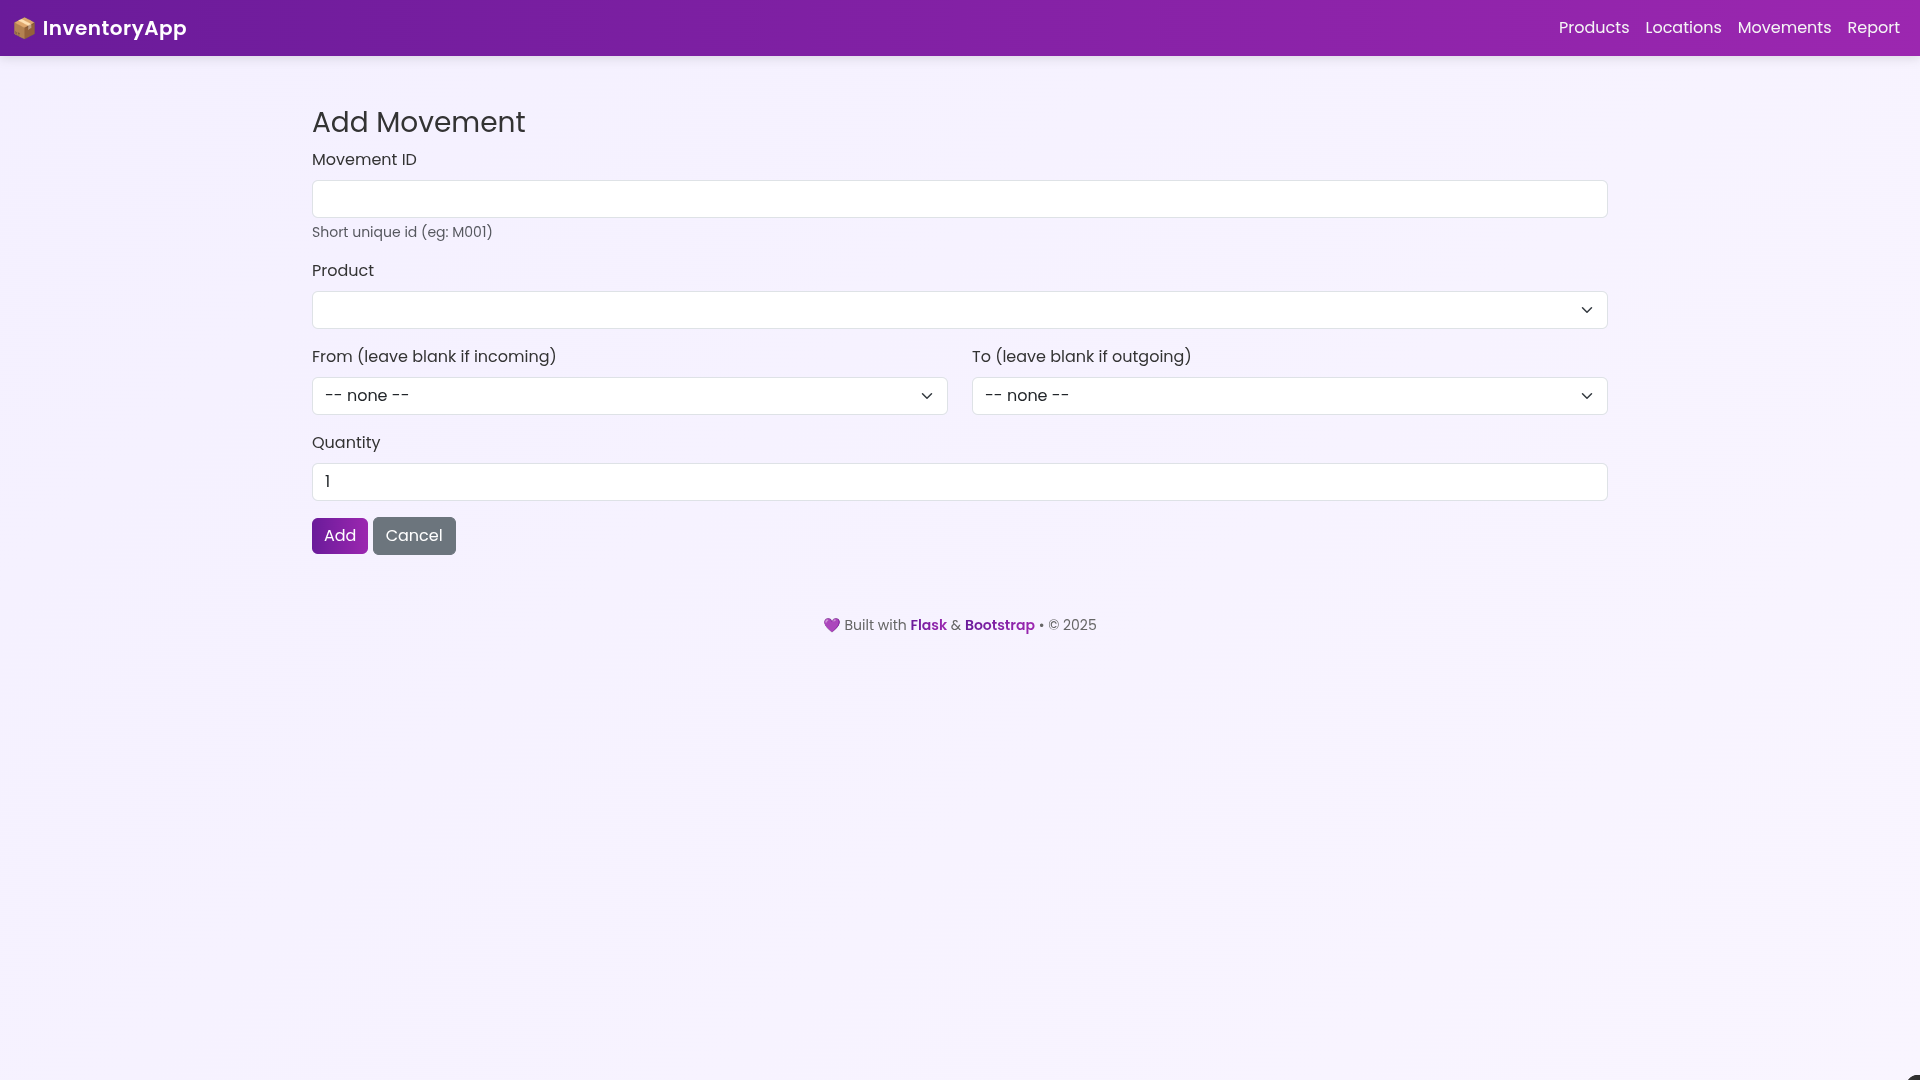 📦 InventoryApp
Products Locations Movements Report
Add Movement
Movement ID
Short unique id (eg: M001)
Product
From (leave blank if incoming) To (leave blank if outgoing)
-- none -- -- none --
Quantity
1
Add Cancel
💜 Built with Flask & Bootstrap • © 2025